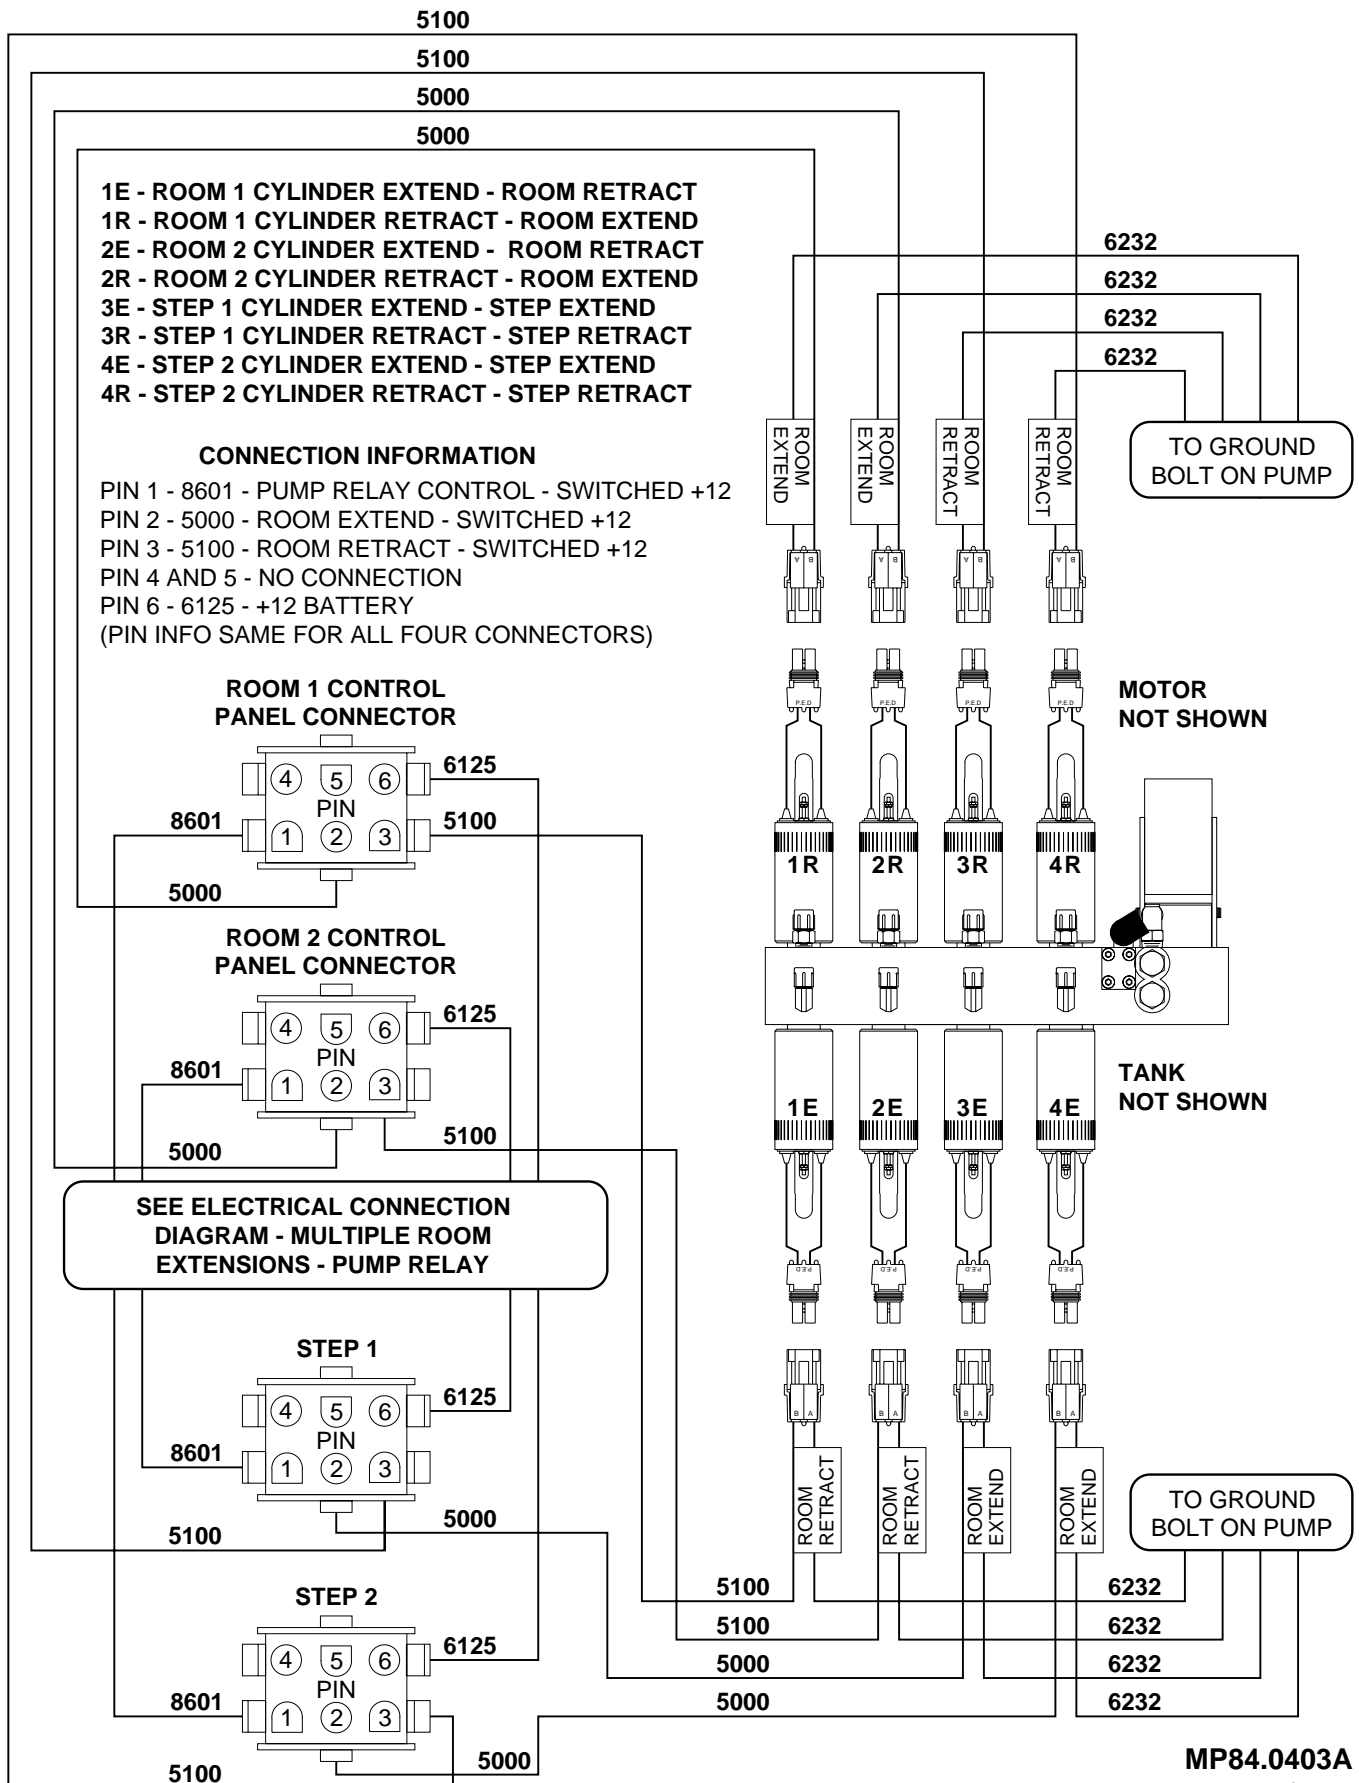 5100
5100
5000
5000
1E - ROOM 1 CYLINDER EXTEND - ROOM RETRACT
1R - ROOM 1 CYLINDER RETRACT - ROOM EXTEND
2E - ROOM 2 CYLINDER EXTEND - ROOM RETRACT
2R - ROOM 2 CYLINDER RETRACT - ROOM EXTEND
3E - STEP 1 CYLINDER EXTEND - STEP EXTEND
3R - STEP 1 CYLINDER RETRACT - STEP RETRACT
4E - STEP 2 CYLINDER EXTEND - STEP EXTEND
4R - STEP 2 CYLINDER RETRACT - STEP RETRACT
6232
6232
6232
6232
TO GROUND
BOLT ON PUMP
ROOM
EXTEND
ROOM
EXTEND
ROOM
RETRACT
ROOM
RETRACT
CONNECTION INFORMATION
PIN 1 - 8601 - PUMP RELAY CONTROL - SWITCHED +12
PIN 2 - 5000 - ROOM EXTEND - SWITCHED +12
PIN 3 - 5100 - ROOM RETRACT - SWITCHED +12
PIN 4 AND 5 - NO CONNECTION
PIN 6 - 6125 - +12 BATTERY
(PIN INFO SAME FOR ALL FOUR CONNECTORS)
A B
A B
A B
A B
P.E.D
P.E.D
P.E.D
P.E.D
MOTOR
NOT SHOWN
1R
2R
3R
4R
ROOM 1 CONTROL
PANEL CONNECTOR
4 5 6
PIN
1 2 3
6125
8601
5100
5000
ROOM 2 CONTROL
PANEL CONNECTOR
4 5 6
PIN
1 2 3
6125
8601
5100
5000
TANK
NOT SHOWN
1E
2E
3E
4E
P.E.D
P.E.D
P.E.D
P.E.D
SEE ELECTRICAL CONNECTION
DIAGRAM - MULTIPLE ROOM
EXTENSIONS - PUMP RELAY
STEP 1
4 5 6
PIN
1 2 3
6125
8601
5000
5100
B A
B A
B A
B A
ROOM
RETRACT
ROOM
RETRACT
ROOM
EXTEND
ROOM
EXTEND
TO GROUND
BOLT ON PUMP
5100
6232
5100
6232
5000
6232
5000
6232
STEP 2
4 5 6
PIN
1 2 3
6125
8601
5000
5100
MP84.0403A